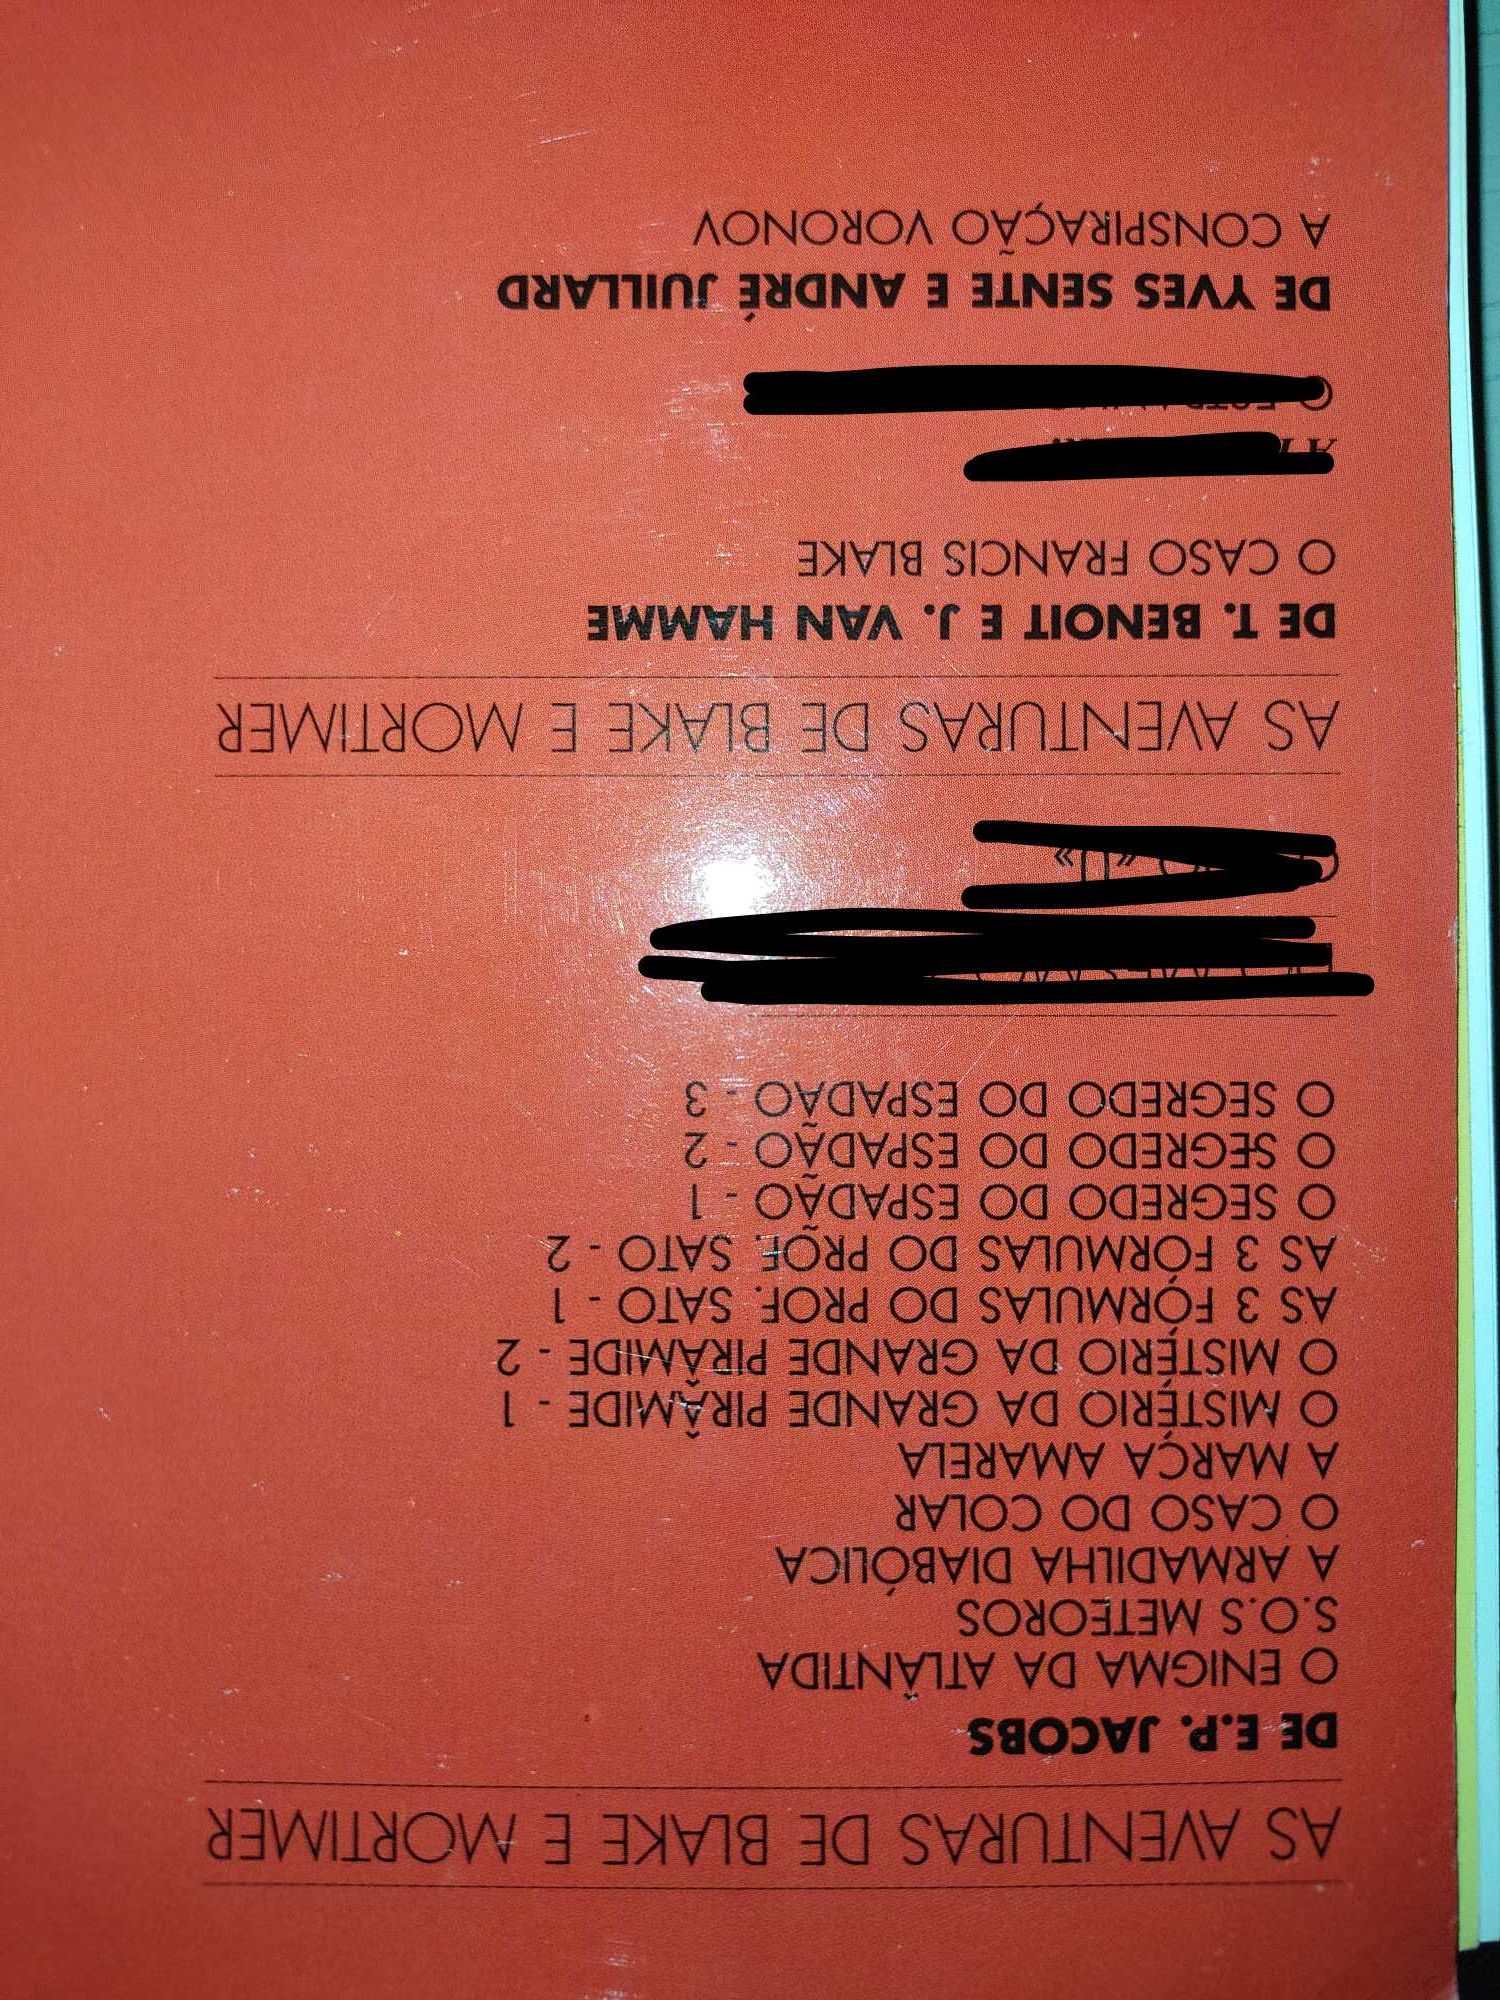 AS AVENTURAS DE BLAKE E MORTIMER
DE E.P. JACOBS
O ENIGMA DA ATLÂNTIDA
S.O.S METEOROS
A ARMADILHA DIABÓLICA
O CASO DO COLAR
A MARCA AMARELA
O MISTÉRIO DA GRANDE PIRÂMIDE - 1
O MISTÉRIO DA GRANDE PIRÂMIDE - 2
AS 3 FÓRMULAS DO PROF. SATO - 1
AS 3 FÓRMULAS DO PROF. SATO - 2
O SEGREDO DO ESPADÃO - 1
O SEGREDO DO ESPADÃO - 2
O SEGREDO DO ESPADÃO - 3
«U»
AS AVENTURAS DE BLAKE E MORTIMER
DE T. BENOIT E J. VAN HAMME
O CASO FRANCIS BLAKE
O
DE YVES SENTE E ANDRÉ JUILLARD
A CONSPIRAÇÃO VORONOV